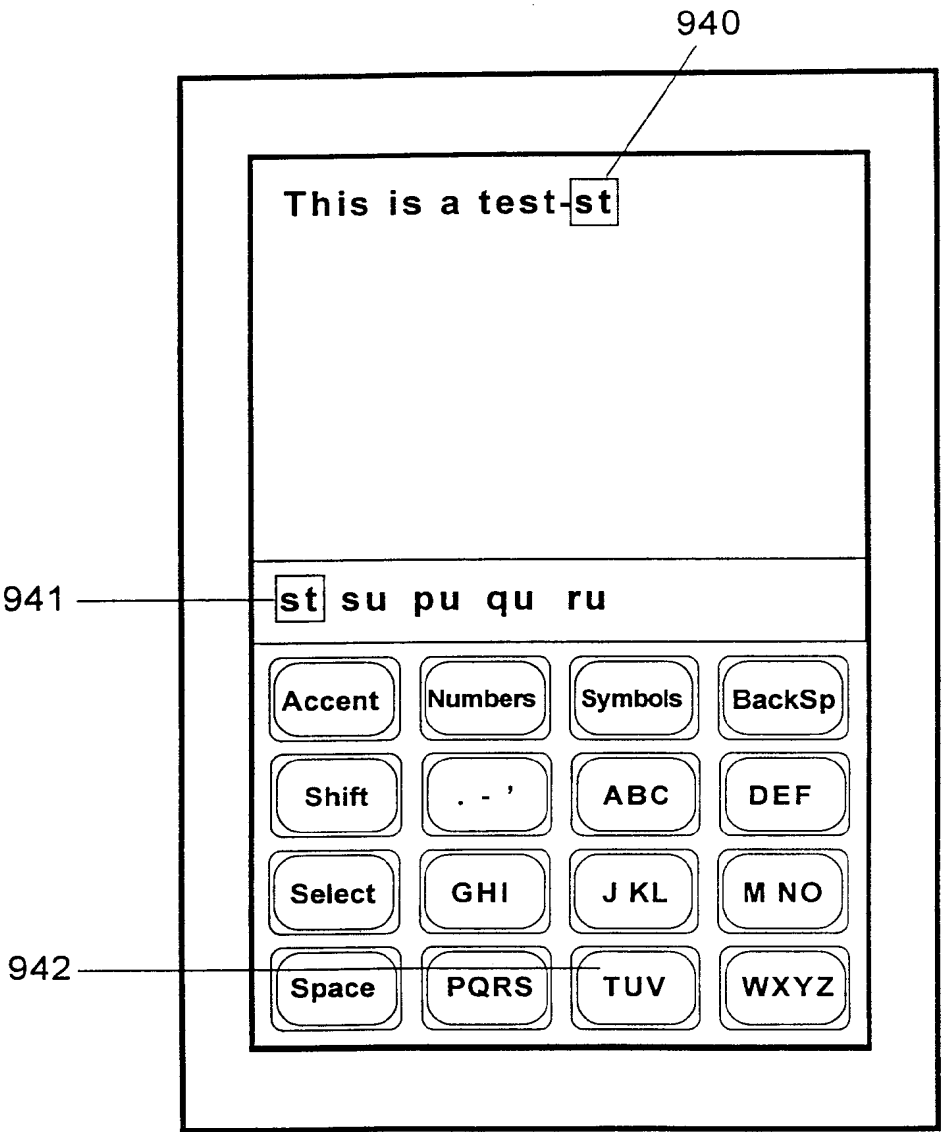 940
This is a test-st
941 st su pu qu ru
Accent Numbers Symbols BackSp
Shift . - ’ ABC DEF
Select GHI J KL M NO
942 Space PQRS TUV WXYZ